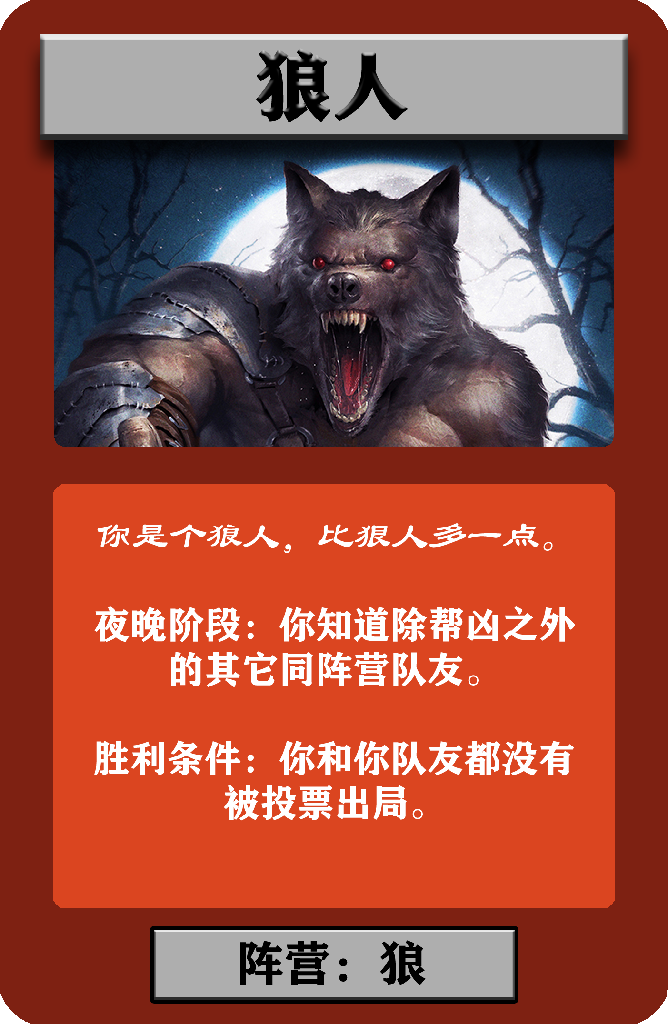 狼人
你是个狼人，比狠人多一点。
夜晚阶段：你知道除帮凶之外
的其它同阵营队友。
胜利条件：你和你队友都没有
被投票出局。
阵营：狼